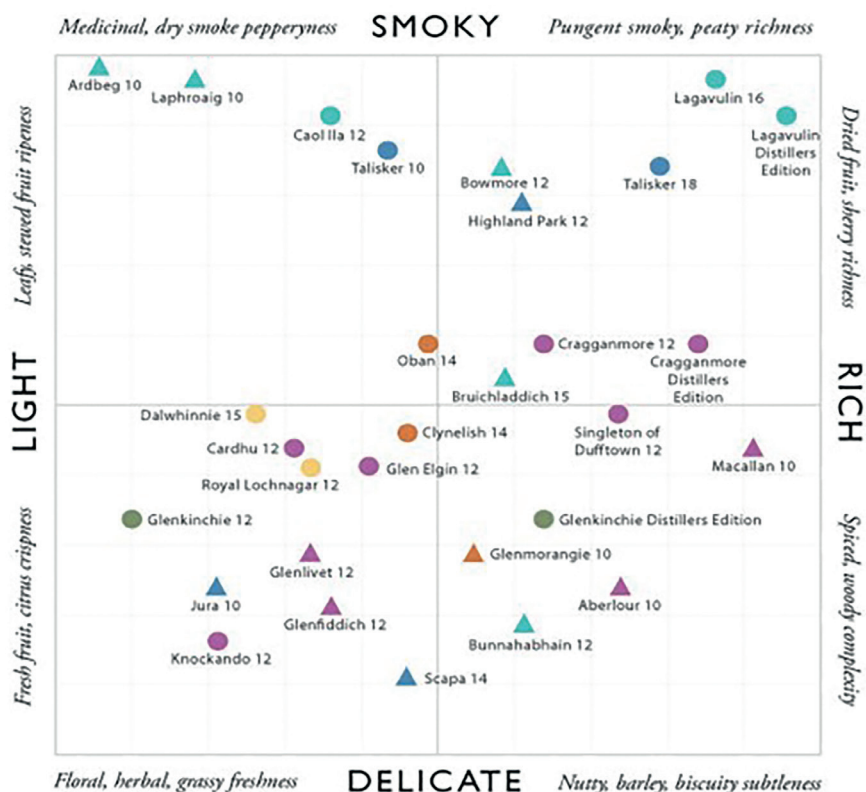 Medicinal, dry smoke pepperyness
SMOKY
Pungent smoky, peaty richness
Ardbeg 10
Laphroaig 10
Lagavulin 16
Caol Ila 12
Lagavulin
Distillers
Edition
Talisker 10
Bowmore 12
Talisker 18
Highland Park 12
Leafy, stewed fruit ripeness
Dried fruit, sherry richness
Oban 14
Cragganmore 12
Cragganmore
Distillers
Edition
Bruichladdich 15
LIGHT
RICH
Dalwhinnie 15
Clynelish 14
Singleton of
Dufftown 12
Cardhu 12
Glen Elgin 12
Macallan 10
Royal Lochnagar 12
Glenkinchie 12
Glenkinchie Distillers Edition
Glenlivet 12
Glenmorangie 10
Jura 10
Aberlour 10
Glenfiddich 12
Bunnahabhain 12
Knockando 12
Scapa 14
Fresh fruit, citrus crispness
Spiced, woody complexity
Floral, herbal, grassy freshness
DELICATE
Nutty, barley, biscuity subtleness